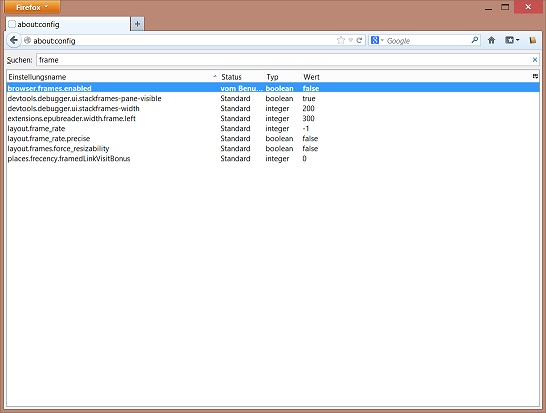 Firefox
about:config
about:config
Google
Suchen: frame
Einstellungsname Status Typ Wert
browser.frames.enabled vom Benu... boolean false
devtools.debugger.ui.stackframes-pane-visible Standard boolean true
devtools.debugger.ui.stackframes-width Standard integer 200
extensions.epubreader.width.frame.left Standard integer 300
layout.frame_rate Standard integer -1
layout.frame_rate.precise Standard boolean false
layout.frames.force_resizability Standard boolean false
places.frecency.framedLinkVisitBonus Standard integer 0